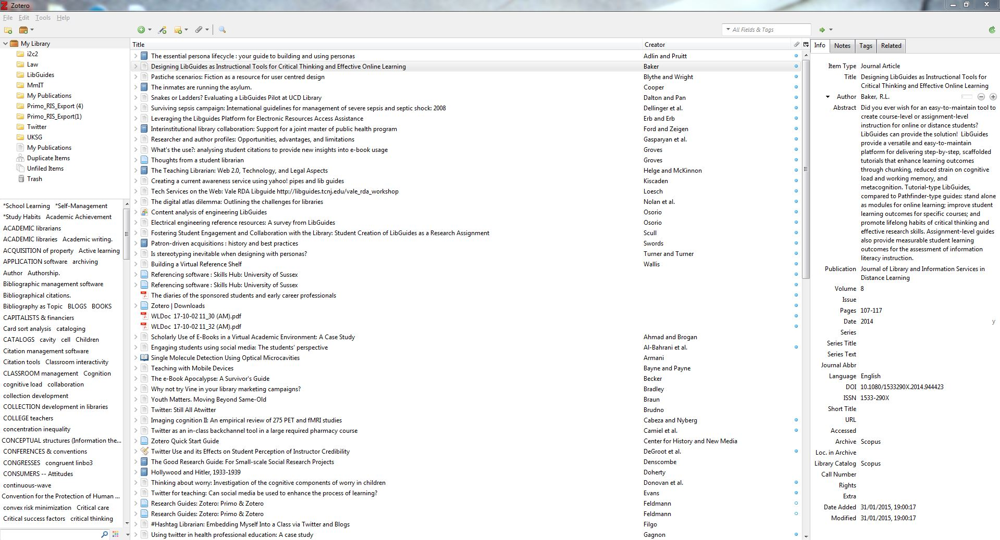 Zotero
File Edit Tools Help
All Fields & Tags
My Library
i2c2
Law
LibGuides
MmIT
My Publications
Primo_RIS_Export (4)
Primo_RIS_Export(1)
Twitter
UKSG
My Publications
Duplicate Items
Unfiled Items
Trash
*School Learning *Self-Management
*Study Habits Academic Achievement
ACADEMIC librarians
ACADEMIC libraries Academic writing.
ACQUISITION of property Active learning
APPLICATION software archiving
Author Authorship.
Bibliographic management software
Bibliographical citations.
Bibliography as Topic BLOGS BOOKS
CAPITALISTS & financiers
Card sort analysis cataloging
CATALOGS cavity cell Children
Citation management software
Citation tools Classroom interactivity
CLASSROOM management Cognition
cognitive load collaboration
collection development
COLLECTION development in libraries
COLLEGE teachers
concentration inequality
CONCEPTUAL structures (Information the...
CONFERENCES & conventions
CONGRESSES congruent linbo3
CONSUMERS -- Attitudes
continuous-wave
Convention for the Protection of Human ...
convex risk minimization Critical care
Critical success factors critical thinking
Title Creator
The essential persona lifecycle : your guide to building and using personas Adlin and Pruitt
Designing LibGuides as Instructional Tools for Critical Thinking and Effective Online Learning Baker
Pastiche scenarios: Fiction as a resource for user centred design Blythe and Wright
The inmates are running the asylum. Cooper
Snakes or Ladders? Evaluating a LibGuides Pilot at UCD Library Dalton and Pan
Surviving sepsis campaign: International guidelines for management of severe sepsis and septic shock: 2008 Dellinger et al.
Leveraging the Libguides Platform for Electronic Resources Access Assistance Erb and Erb
Interinstitutional library collaboration: Support for a joint master of public health program Ford and Zeigen
Researcher and author profiles: Opportunities, advantages, and limitations Gasparyan et al.
What's the use?: analysing student citations to provide new insights into e-book usage Groves
Thoughts from a student librarian Groves
The Teaching Librarian: Web 2.0, Technology, and Legal Aspects Helge and McKinnon
Creating a current awareness service using yahoo! pipes and lib guides Kiscaden
Tech Services on the Web: Vale RDA Libguide http://libguides.tcnj.edu/vale_rda_workshop Loesch
The digital atlas dilemma: Outlining the challenges for libraries Nolan et al.
Content analysis of engineering LibGuides Osorio
Electrical engineering reference resources: A survey from LibGuides Osorio
Fostering Student Engagement and Collaboration with the Library: Student Creation of LibGuides as a Research Assignment Scull
Patron-driven acquisitions : history and best practices Swords
Is stereotyping inevitable when designing with personas? Turner and Turner
Building a Virtual Reference Shelf Wallis
Referencing software : Skills Hub: University of Sussex
Referencing software : Skills Hub: University of Sussex
The diaries of the sponsored students and early career professionals
Zotero | Downloads
WLDoc 17-10-02 11_30 (AM).pdf
WLDoc 17-10-02 11_32 (AM).pdf
Scholarly Use of E-Books in a Virtual Academic Environment: A Case Study Ahmad and Brogan
Engaging students using social media: The students' perspective Al-Bahrani et al.
Single Molecule Detection Using Optical Microcavities Armani
Teaching with Mobile Devices Bayne and Payne
The e-Book Apocalypse: A Survivor's Guide Becker
Why not try Vine in your library marketing campaigns? Bradley
Youth Matters. Moving Beyond Same-Old Braun
Twitter: Still All Atwitter Brudno
Imaging cognition II: An empirical review of 275 PET and fMRI studies Cabeza and Nyberg
Twitter as an in-class backchannel tool in a large required pharmacy course Camiel et al.
Zotero Quick Start Guide Center for History and New Media
Twitter Use and its Effects on Student Perception of Instructor Credibility DeGroot et al.
The Good Research Guide: For Small-scale Social Research Projects Denscombe
Hollywood and Hitler, 1933-1939 Doherty
Thinking about worry: Investigation of the cognitive components of worry in children Donovan et al.
Twitter for teaching: Can social media be used to enhance the process of learning? Evans
Research Guides: Zotero: Primo & Zotero Feldmann
Research Guides: Zotero: Primo & Zotero Feldmann
#Hashtag Librarian: Embedding Myself Into a Class via Twitter and Blogs Filgo
Using twitter in health professional education: A case study Gagnon
Info Notes Tags Related
Item Type Journal Article
Title Designing LibGuides as Instructional Tools for
Critical Thinking and Effective Online Learning
Author Baker, R.L.
Abstract Did you ever wish for an easy-to-maintain tool to
create course-level or assignment-level
instruction for online or distance students?
LibGuides can provide the solution! LibGuides
provide a versatile and easy-to-maintain
platform for delivering step-by-step, scaffolded
tutorials that enhance learning outcomes
through chunking, reduced strain on cognitive
load and working memory, and
metacognition. Tutorial-type LibGuides,
compared to Pathfinder-type guides: stand alone
as modules for online learning; improve student
learning outcomes for specific courses; and
promote lifelong habits of critical thinking and
effective research skills. Assignment-level guides
also provide measurable student learning
outcomes for the assessment of information
literacy instruction.
Publication Journal of Library and Information Services in
Distance Learning
Volume 8
Issue
Pages 107-117
Date 2014 y
Series
Series Title
Series Text
Journal Abbr
Language English
DOI 10.1080/1533290X.2014.944423
ISSN 1533-290X
Short Title
URL
Accessed
Archive Scopus
Loc. in Archive
Library Catalog Scopus
Call Number
Rights
Extra
Date Added 31/01/2015, 19:00:17
Modified 31/01/2015, 19:00:17